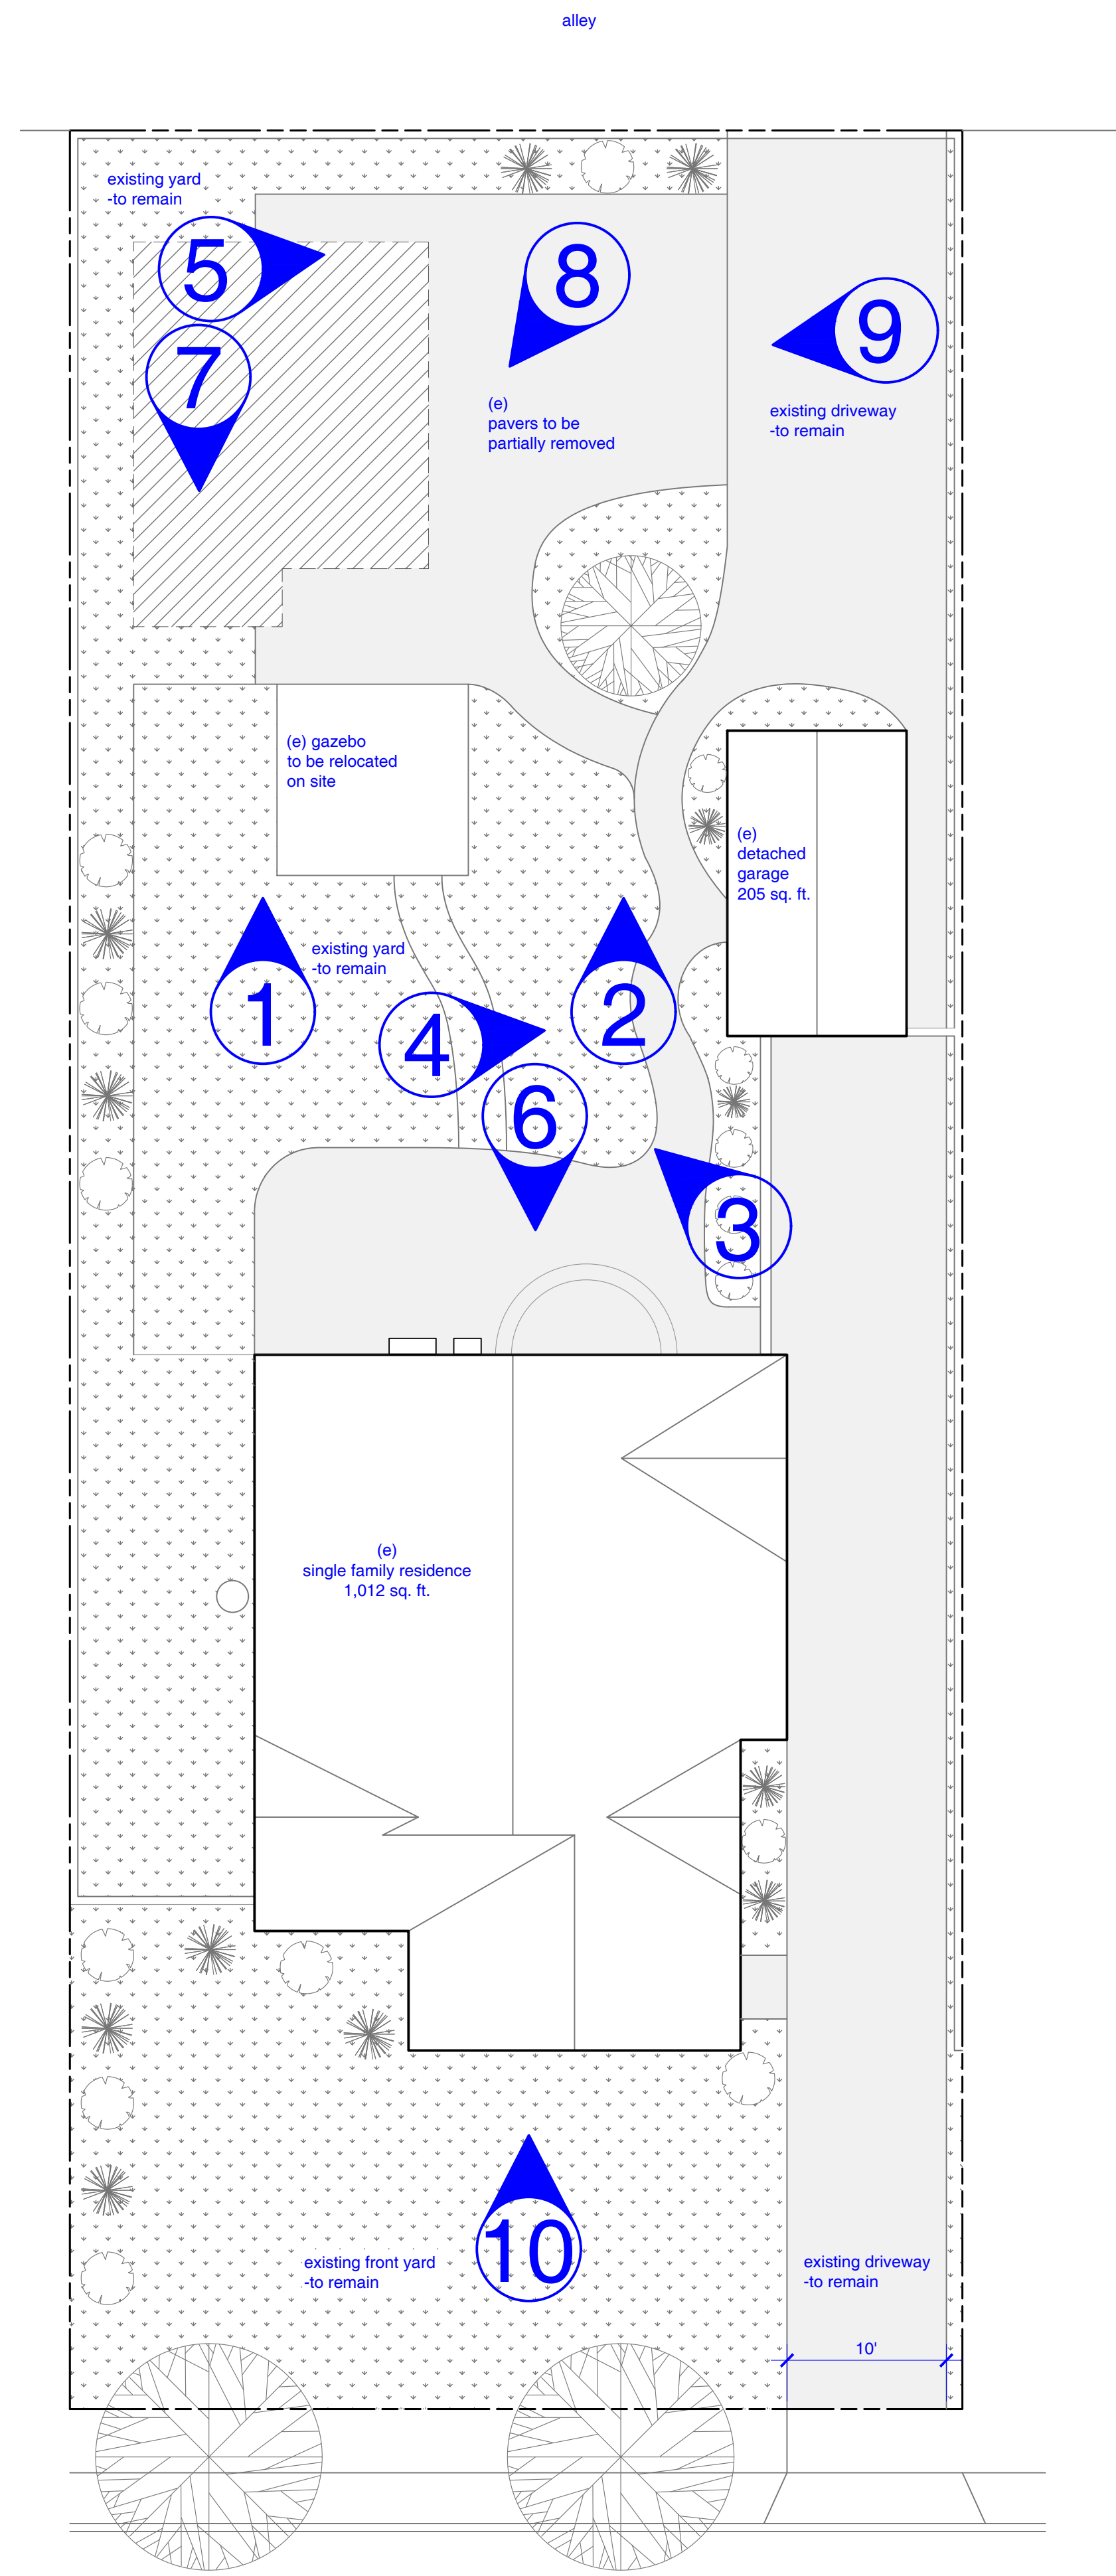 alley
existing yard
-to remain
5
8
7
9
(e)
pavers to be
partially removed
existing driveway
-to remain
(e) gazebo
to be relocated
on site
(e)
detached
garage
205 sq. ft.
existing yard
-to remain
1
2
4
6
3
(e)
single family residence
1,012 sq. ft.
10
existing front yard
-to remain
existing driveway
-to remain
10'